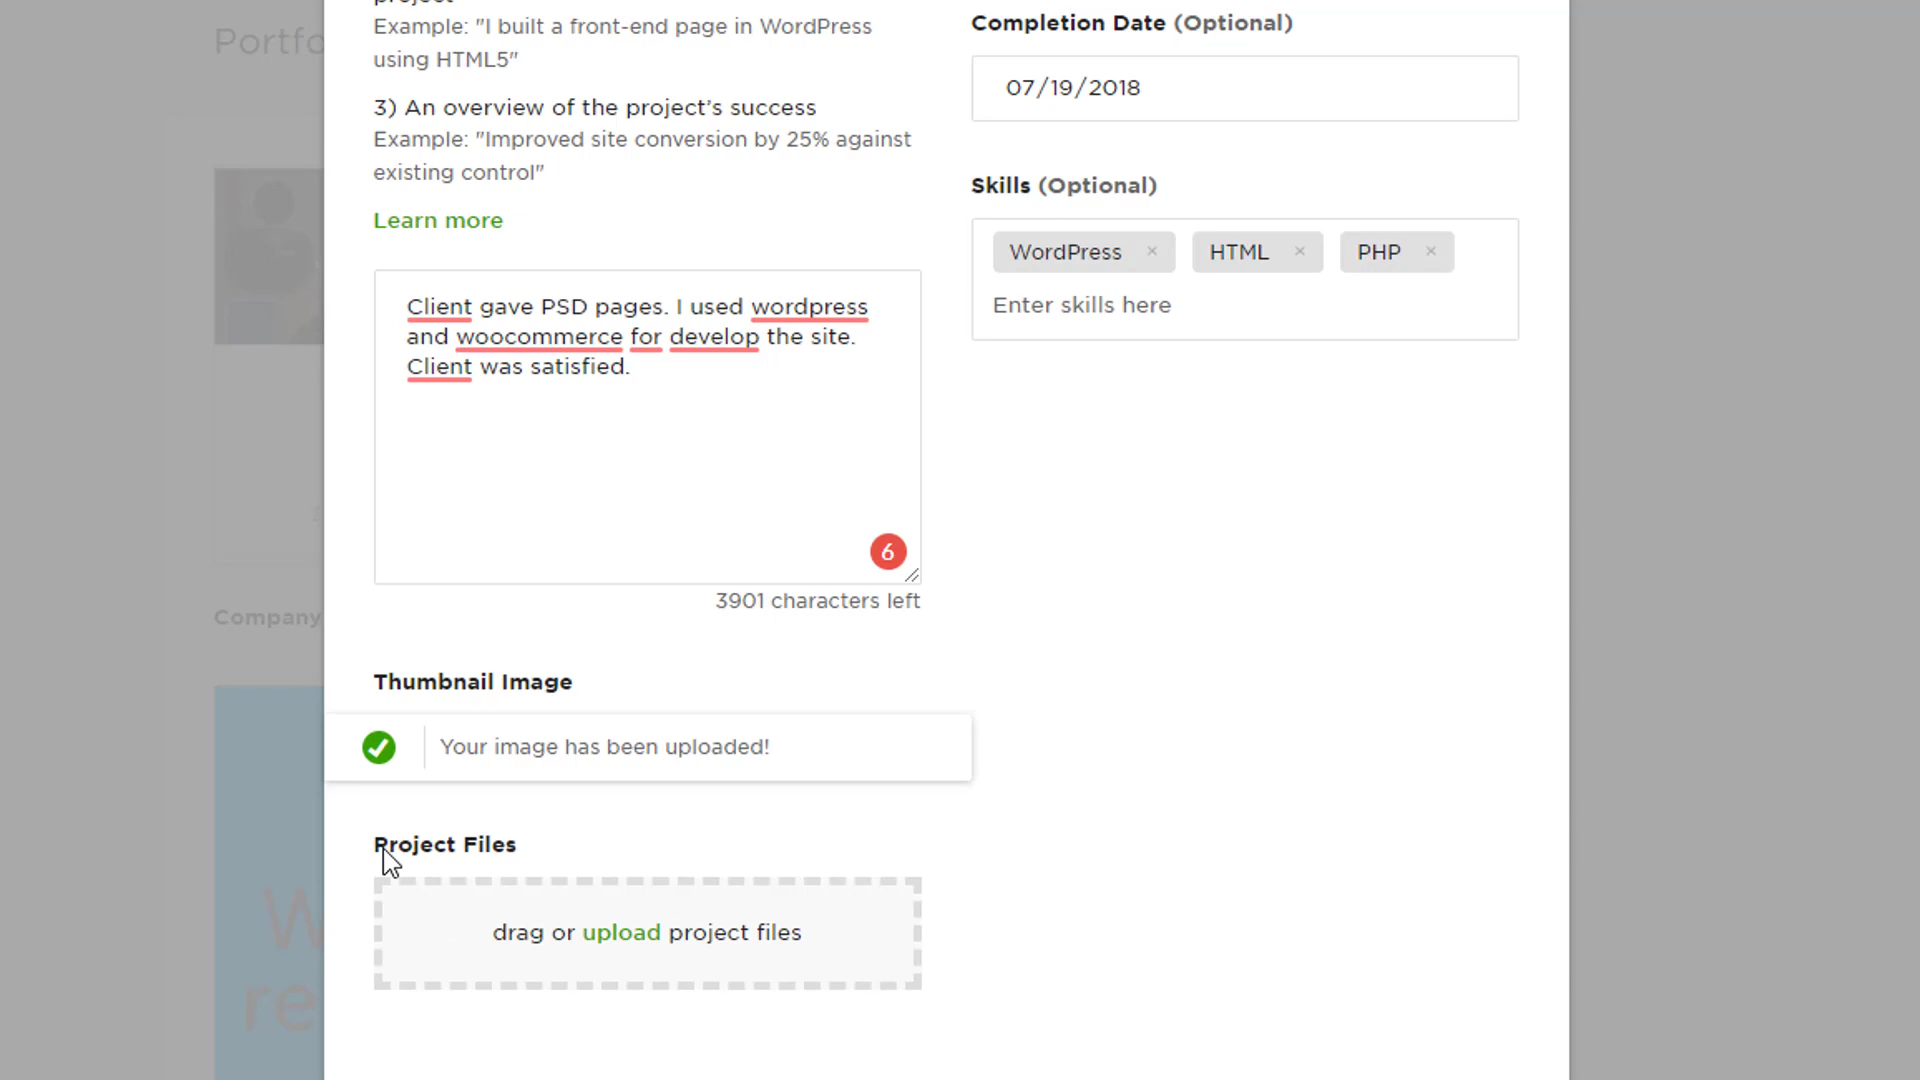 Portfo
project
Example: "I built a front-end page in WordPress
using HTML5"
3) An overview of the project's success
Example: "Improved site conversion by 25% against
existing control"
Learn more
Client gave PSD pages. I used wordpress
and woocommerce for develop the site.
Client was satisfied.
6
3901 characters left
Thumbnail Image
Your image has been uploaded!
Project Files
drag or upload project files
Completion Date (Optional)
07/19/2018
Skills (Optional)
WordPress × HTML × PHP ×
Enter skills here
Company
W
re